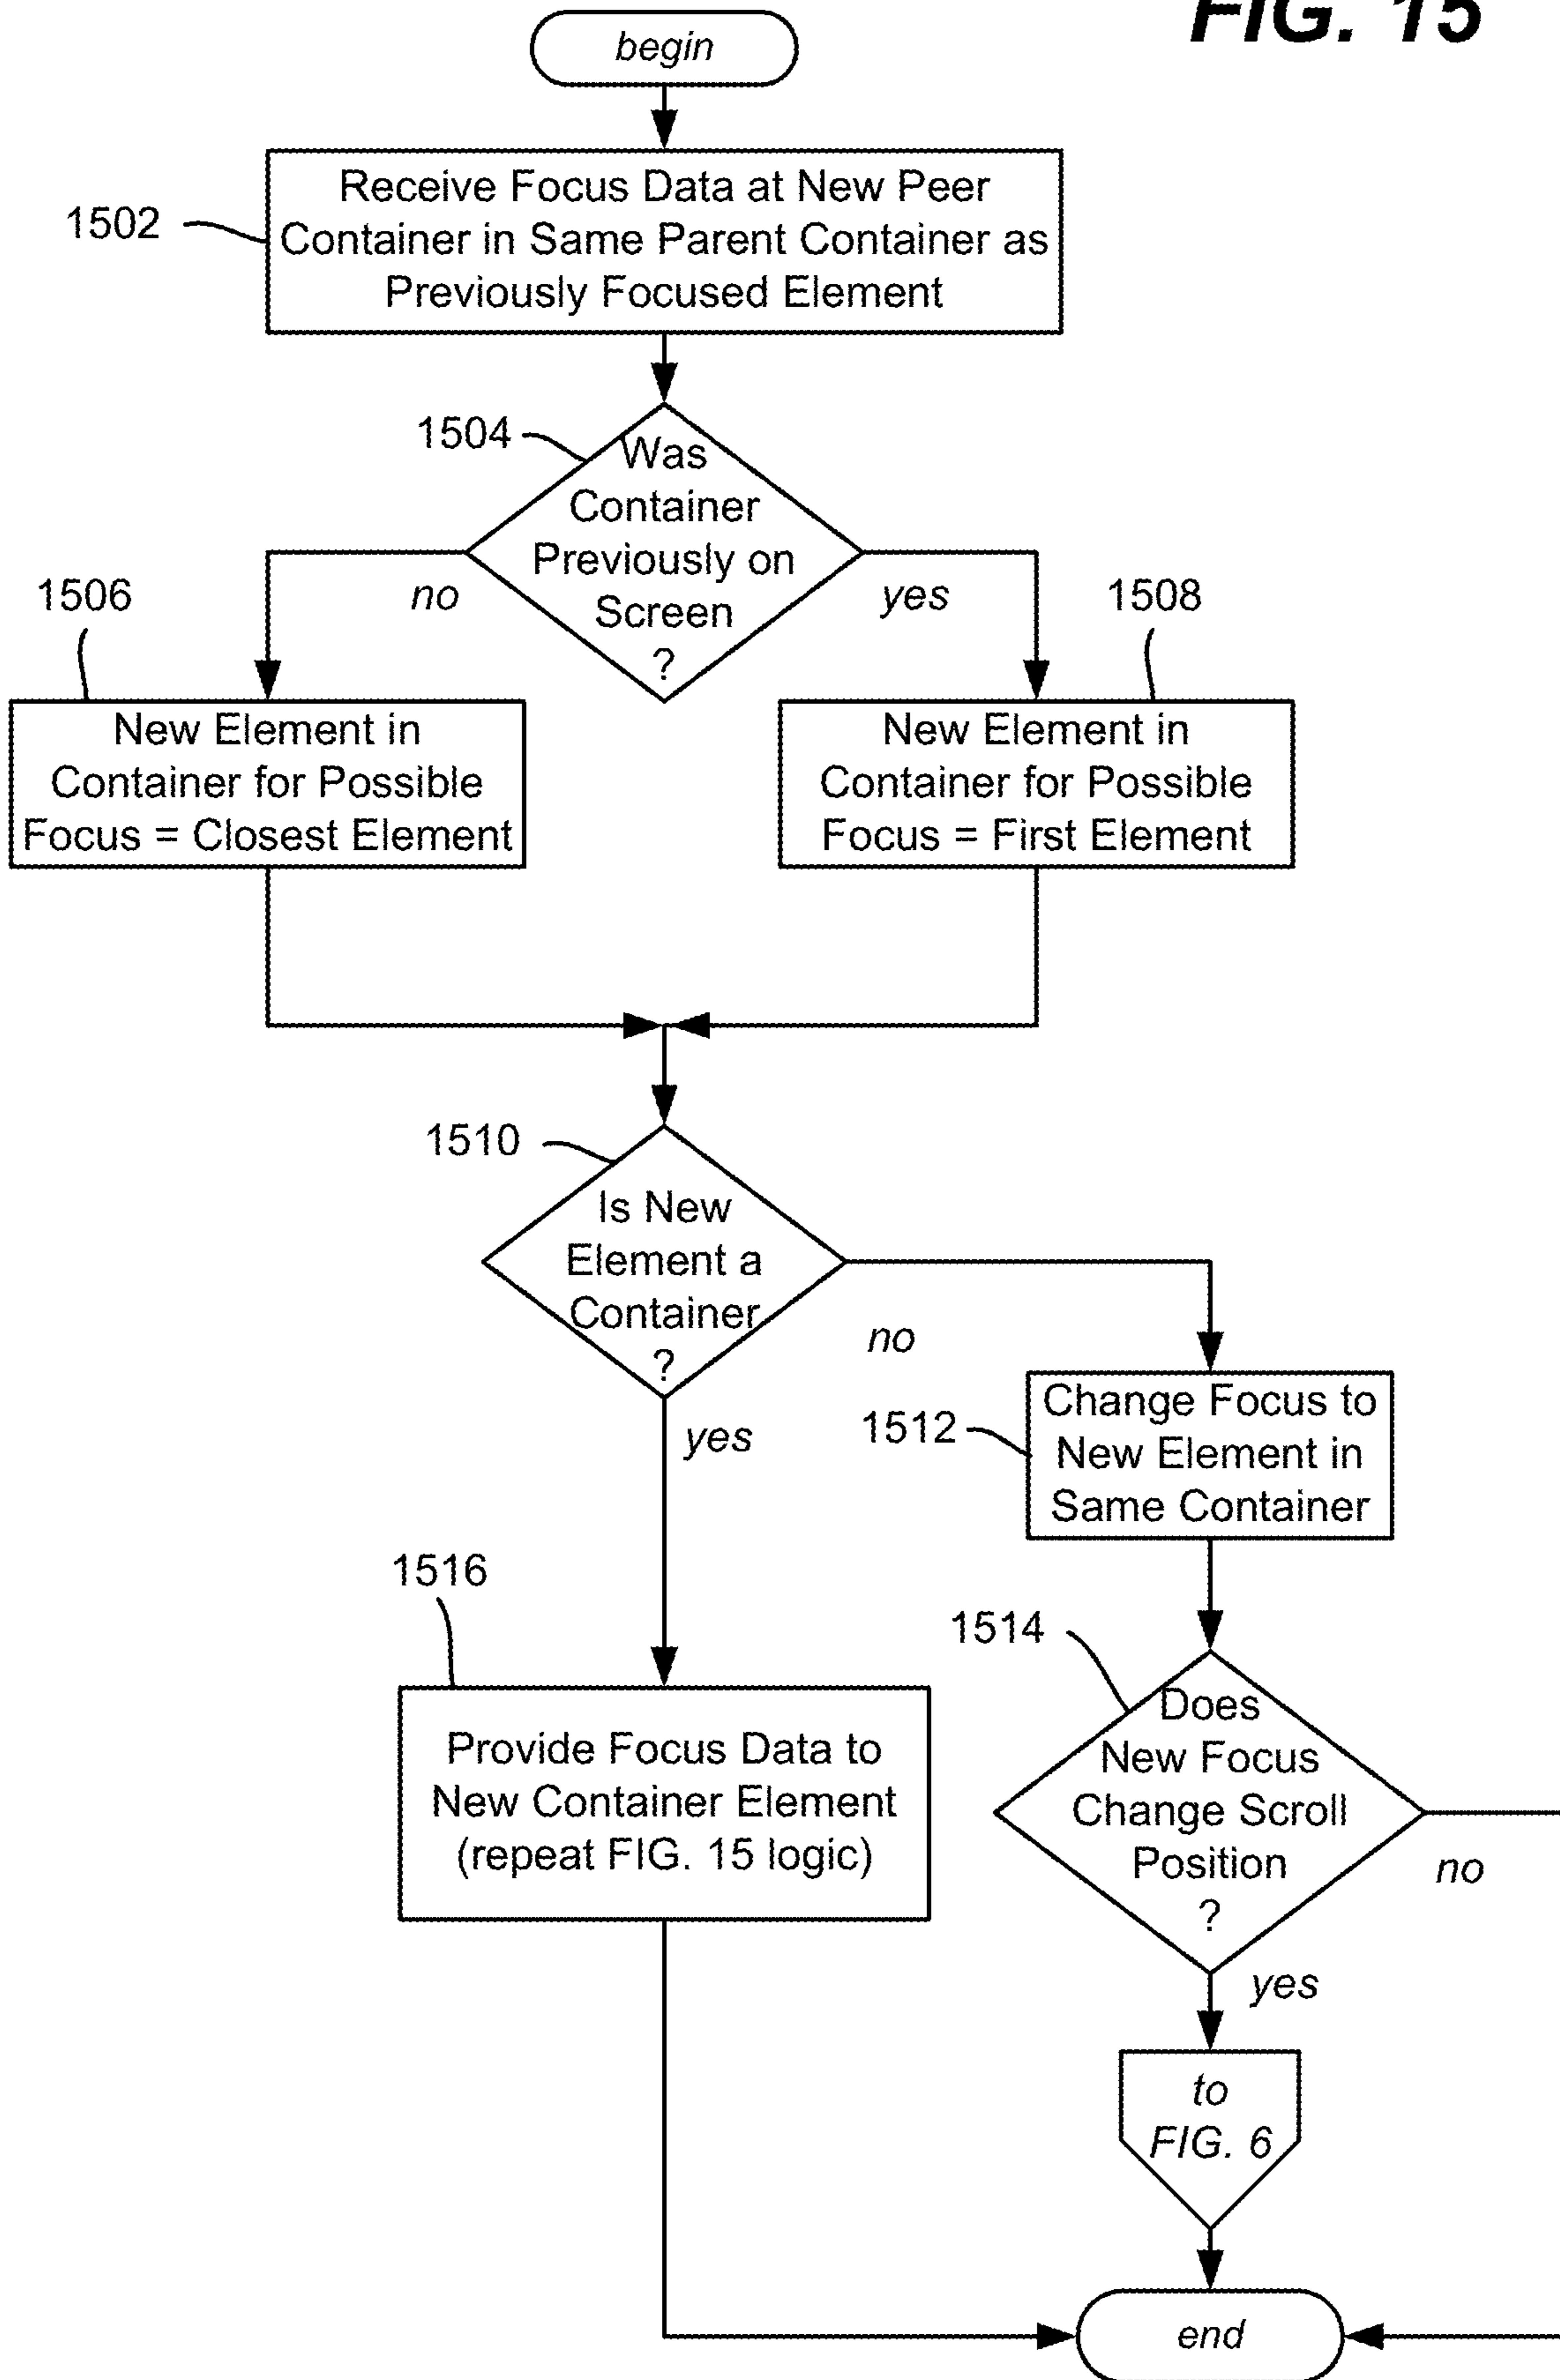 FIG. 15
begin
1502
Receive Focus Data at New Peer
Container in Same Parent Container as
Previously Focused Element
1504
Was
Container
Previously on
Screen
?
no
yes
1506
1508
New Element in
Container for Possible
Focus = Closest Element
New Element in
Container for Possible
Focus = First Element
1510
Is New
Element a
Container
?
no
yes
1512
Change Focus to
New Element in
Same Container
1516
Provide Focus Data to
New Container Element
(repeat FIG. 15 logic)
1514
Does
New Focus
Change Scroll
Position
?
no
yes
to
FIG. 6
end